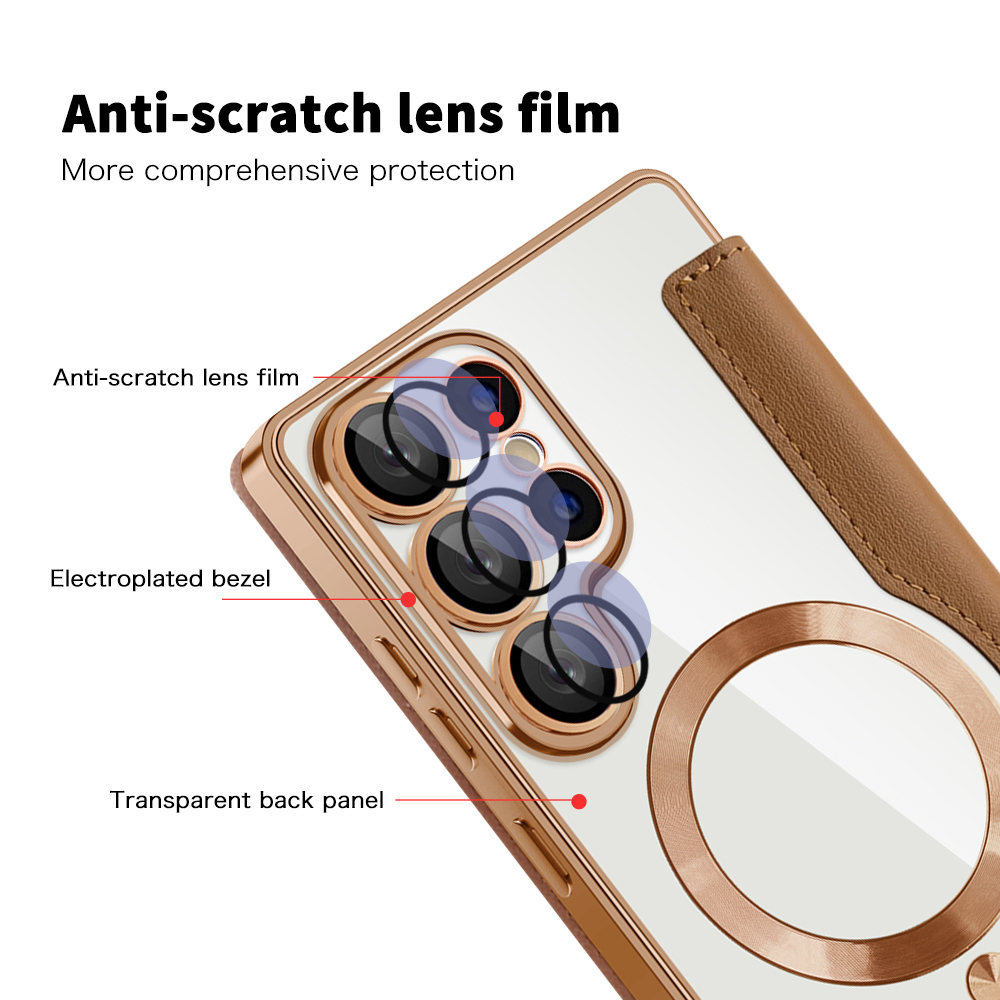 Anti-scratch lens film
More comprehensive protection
Anti-scratch lens film
Electroplated bezel
Transparent back panel